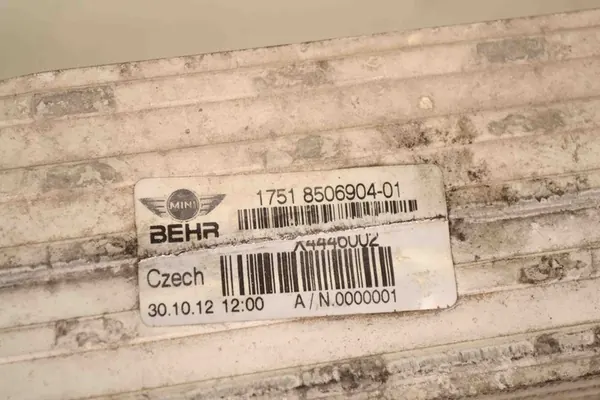 MINI
1751 8506904-01
BEHR
X4446002
Czech
30.10.12 12:00 A/N.0000001